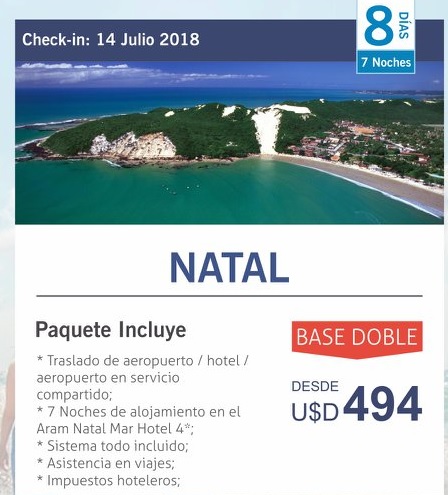 Check-in: 14 Julio 2018
8 DÍAS
7 Noches
NATAL
Paquete Incluye
* Traslado de aeropuerto / hotel /
aeropuerto en servicio
compartido;
* 7 Noches de alojamiento en el
Aram Natal Mar Hotel 4*;
* Sistema todo incluido;
* Asistencia en viajes;
* Impuestos hoteleros;
BASE DOBLE
DESDE
U$D 494